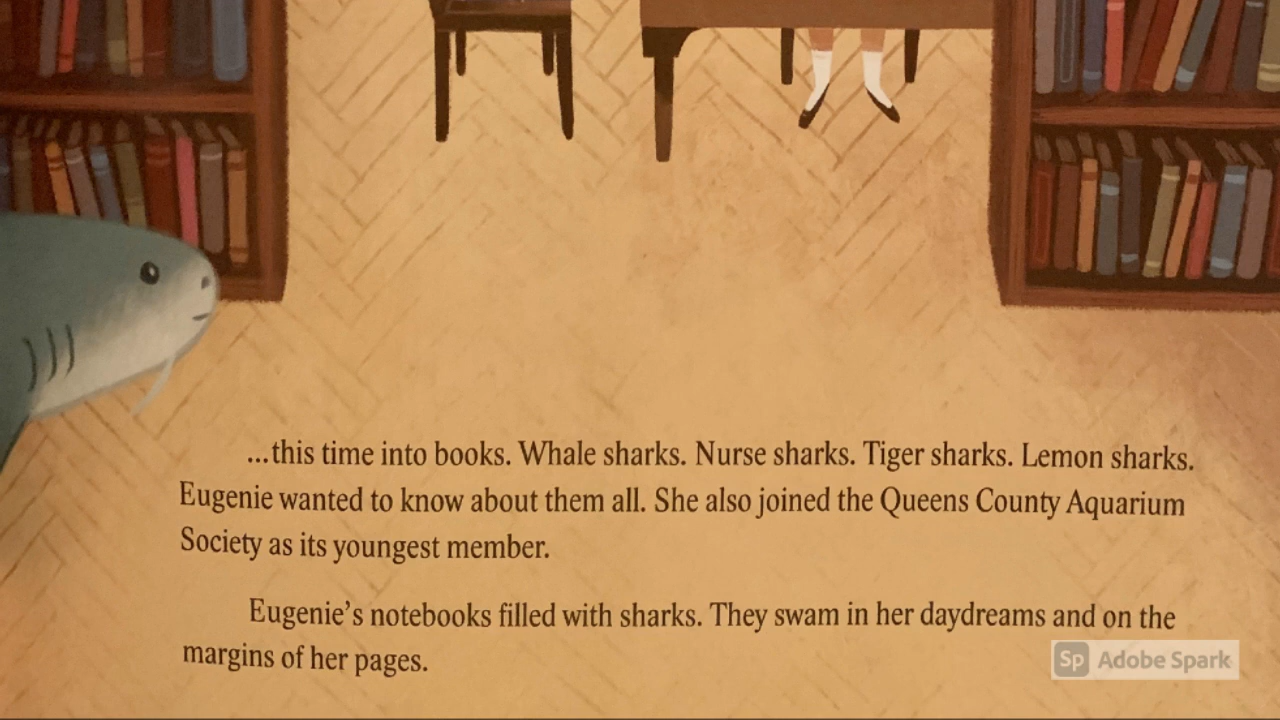 ...this time into books. Whale sharks. Nurse sharks. Tiger sharks. Lemon sharks.
Eugenie wanted to know about them all. She also joined the Queens County Aquarium
Society as its youngest member.
Eugenie’s notebooks filled with sharks. They swam in her daydreams and on the
margins of her pages.
Sp Adobe Spark